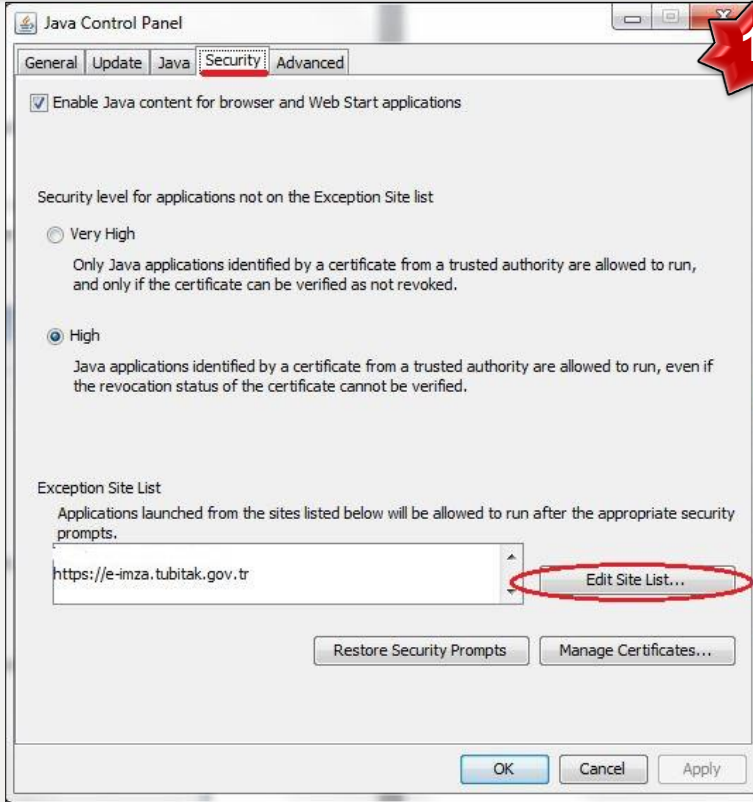 Java Control Panel
1
General Update Java Security Advanced
Enable Java content for browser and Web Start applications
Security level for applications not on the Exception Site list
Very High
Only Java applications identified by a certificate from a trusted authority are allowed to run,
and only if the certificate can be verified as not revoked.
High
Java applications identified by a certificate from a trusted authority are allowed to run, even if
the revocation status of the certificate cannot be verified.
Exception Site List
Applications launched from the sites listed below will be allowed to run after the appropriate security
prompts.
https://e-imza.tubitak.gov.tr
Edit Site List...
Restore Security Prompts Manage Certificates...
OK Cancel Apply